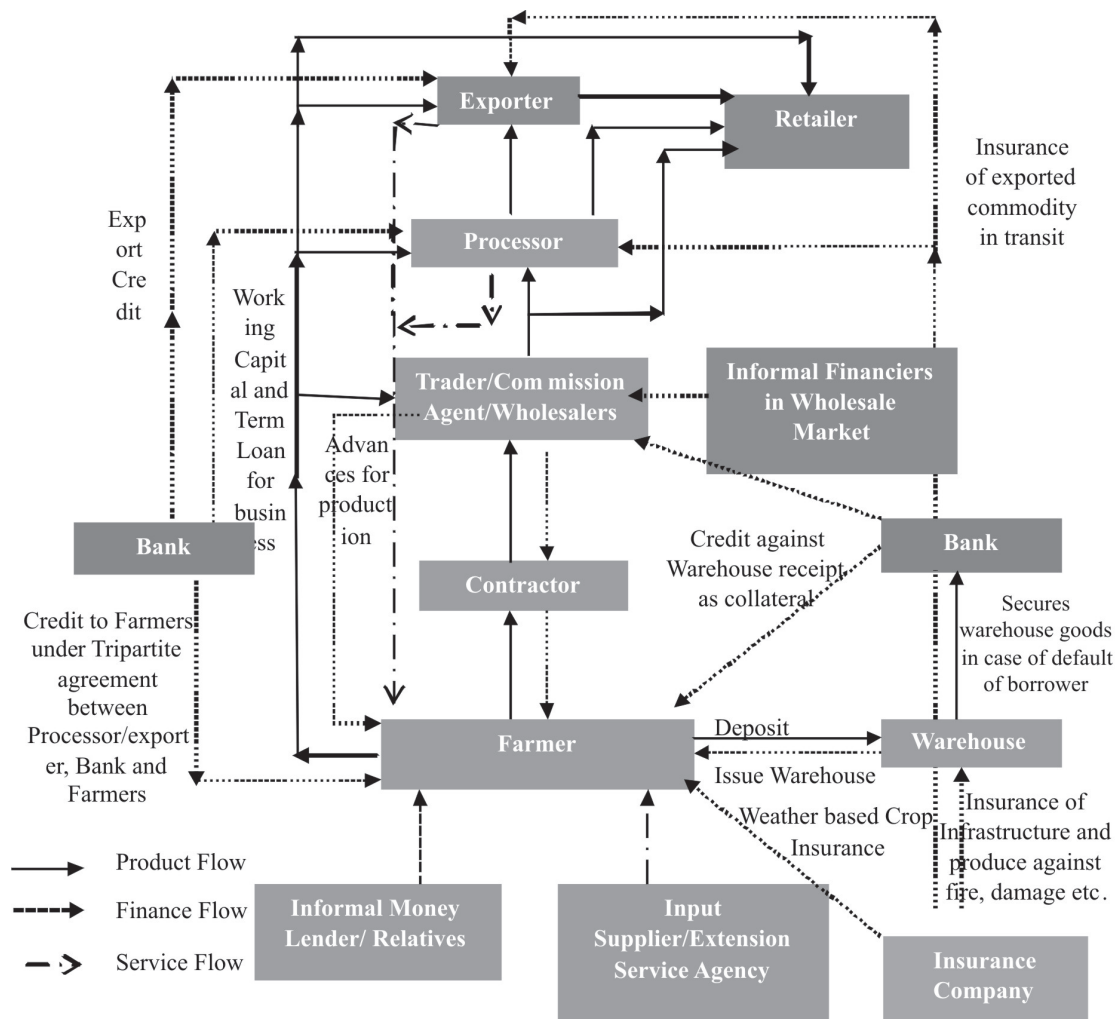 Exporter
Retailer
Insurance
of exported
commodity
in transit
Exp
ort
Cre
dit
Processor
Work
ing
Capit
al and
Term
Loan
for
busin
ess
Trader/Com mission
Agent/Wholesalers
Informal Financiers
in Wholesale
Market
Advan
ces for
product
ion
Bank
Contractor
Credit against
Warehouse receipt
as collateral
Bank
Credit to Farmers
under Tripartite
agreement
between
Processor/export
er, Bank and
Farmers
Secures
warehouse goods
in case of default
of borrower
Farmer
Deposit
Issue Warehouse
Warehouse
Weather based Crop
Insurance
Insurance of
Infrastructure and
produce against
fire, damage etc.
Product Flow
Finance Flow
Service Flow
Informal Money
Lender/ Relatives
Input
Supplier/Extension
Service Agency
Insurance
Company